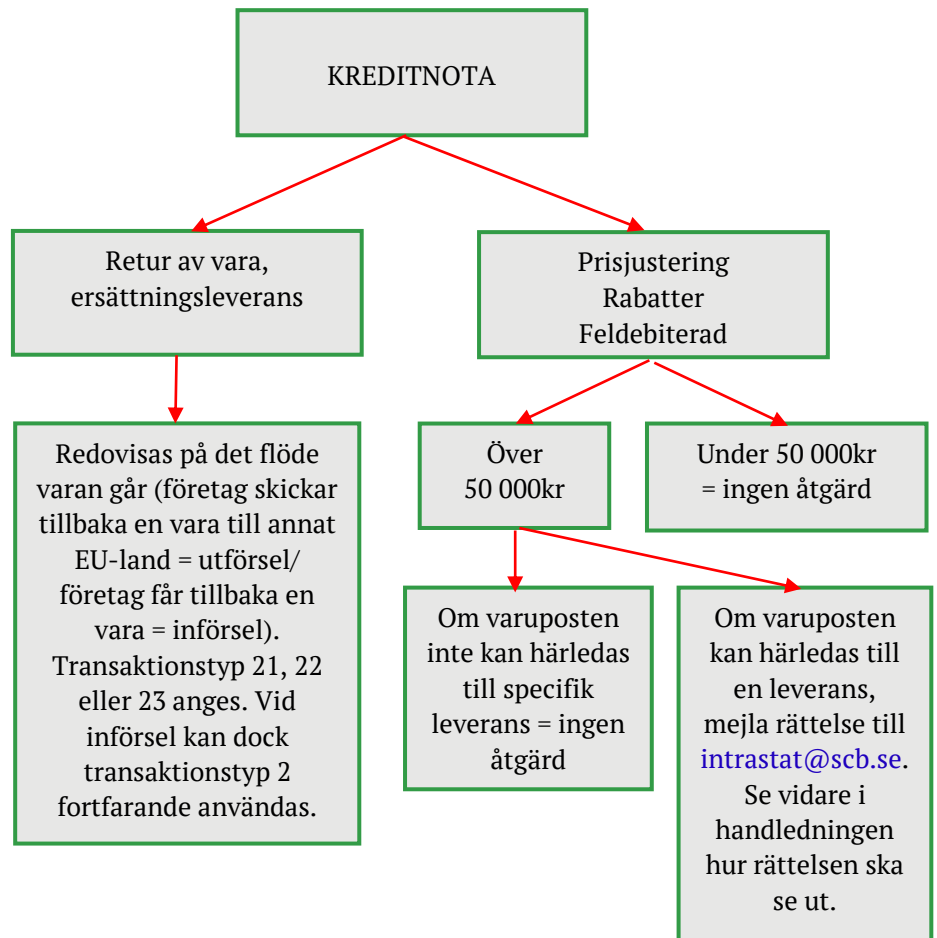 KREDITNOTA
Retur av vara,
ersättningsleverans
Prisjustering
Rabatter
Feldebiterad
Redovisas på det flöde
varan går (företag skickar
tillbaka en vara till annat
EU-land = utförsel/
företag får tillbaka en
vara = införsel).
Transaktionstyp 21, 22
eller 23 anges. Vid
införsel kan dock
transaktionstyp 2
fortfarande användas.
Över
50 000kr
Under 50 000kr
= ingen åtgärd
Om varuposten
inte kan härledas
till specifik
leverans = ingen
åtgärd
Om varuposten
kan härledas till
en leverans,
mejla rättelse till
intrastat@scb.se.
Se vidare i
handledningen
hur rättelsen ska
se ut.